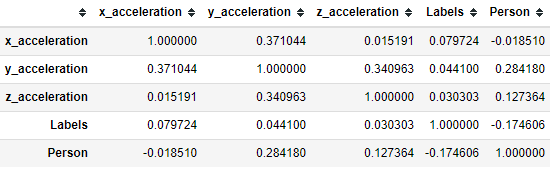 x_acceleration y_acceleration z_acceleration Labels Person
x_acceleration 1.000000 0.371044 0.015191 0.079724 -0.018510
y_acceleration 0.371044 1.000000 0.340963 0.044100 0.284180
z_acceleration 0.015191 0.340963 1.000000 0.030303 0.127364
Labels 0.079724 0.044100 0.030303 1.000000 -0.174606
Person -0.018510 0.284180 0.127364 -0.174606 1.000000